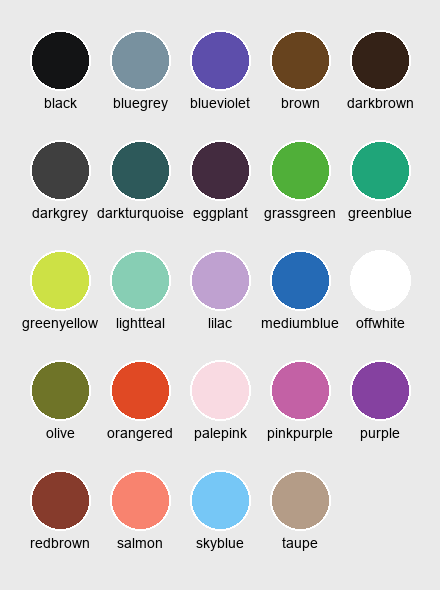 black bluegrey blueviolet brown darkbrown
darkgrey darkturquoise eggplant grassgreen greenblue
greenyellow lightteal lilac mediumblue offwhite
olive orangered palepink pinkpurple purple
redbrown salmon skyblue taupe